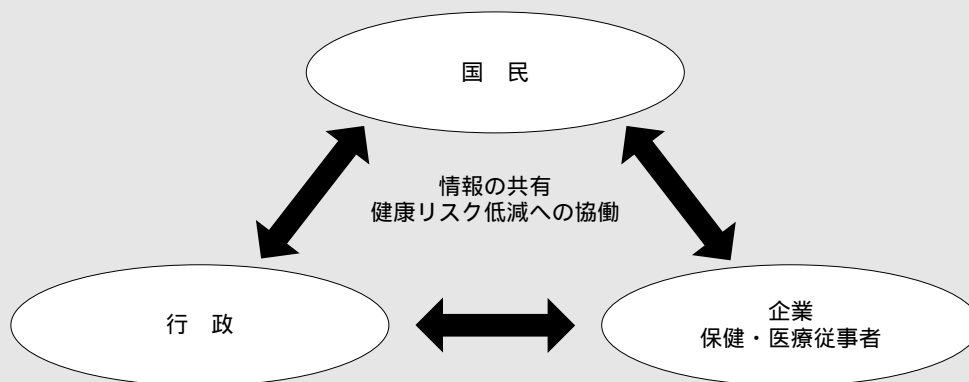 国　民
情報の共有
健康リスク低減への協働
行　政
企業
保健・医療従事者